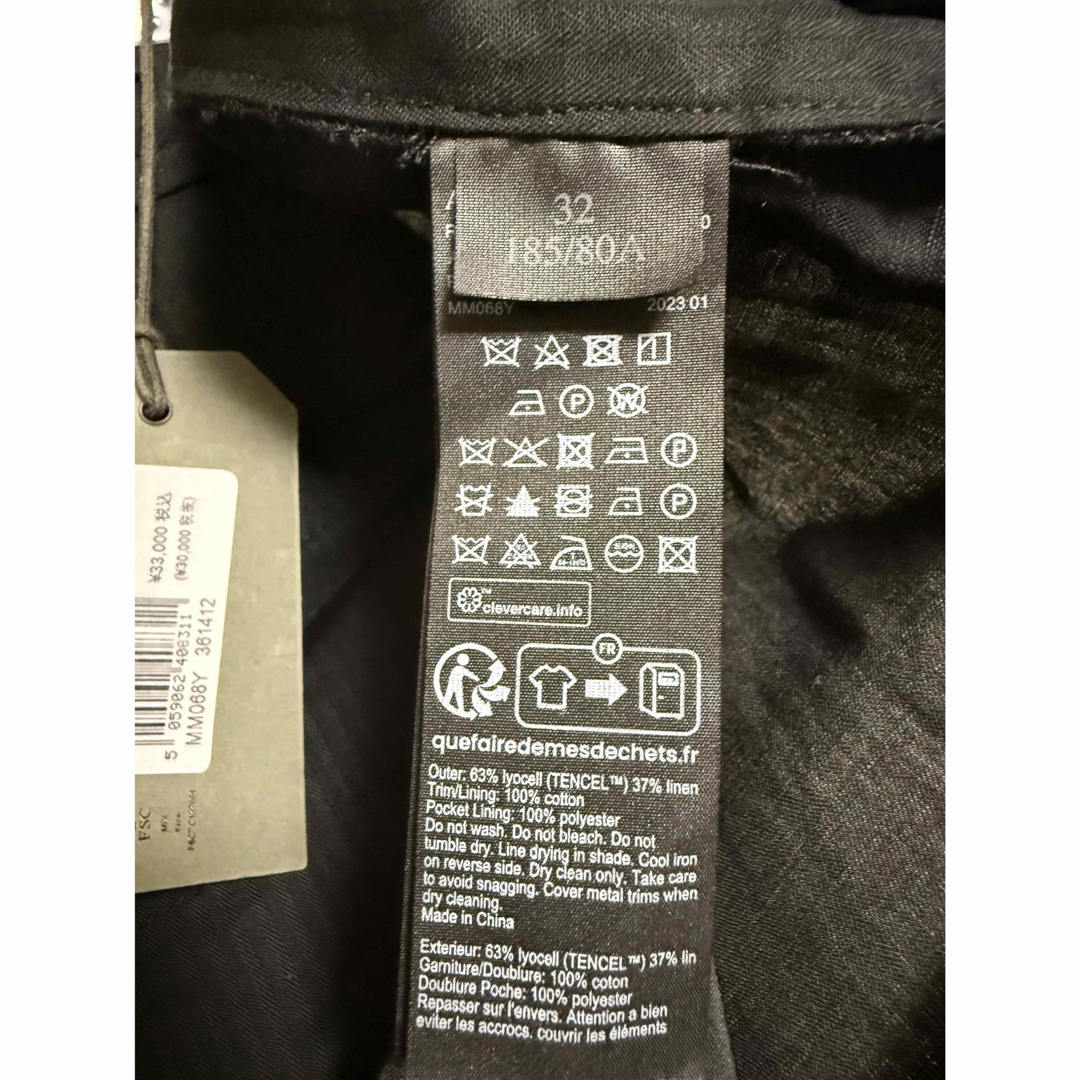 32
185/80A
MM068Y 2023 01
P W
P
P
clevercare.info
FR
quefairedemesdechets.fr
Outer: 63% lyocell (TENCEL™) 37% linen
Trim/Lining: 100% cotton
Pocket Lining: 100% polyester
Do not wash. Do not bleach. Do not
tumble dry. Line drying in shade. Cool iron
on reverse side. Dry clean only. Take care
to avoid snagging. Cover metal trims when
dry cleaning.
Made in China
Exterieur: 63% lyocell (TENCEL™) 37% lin
Garniture/Doublure: 100% coton
Doublure Poche: 100% polyester
Repasser sur l'envers. Attention a bien
eviter les accrocs. couvrir les éléments
¥33,000 税込
(¥30,000 税抜)
5 059062 408311
MM068Y 361412
FSC